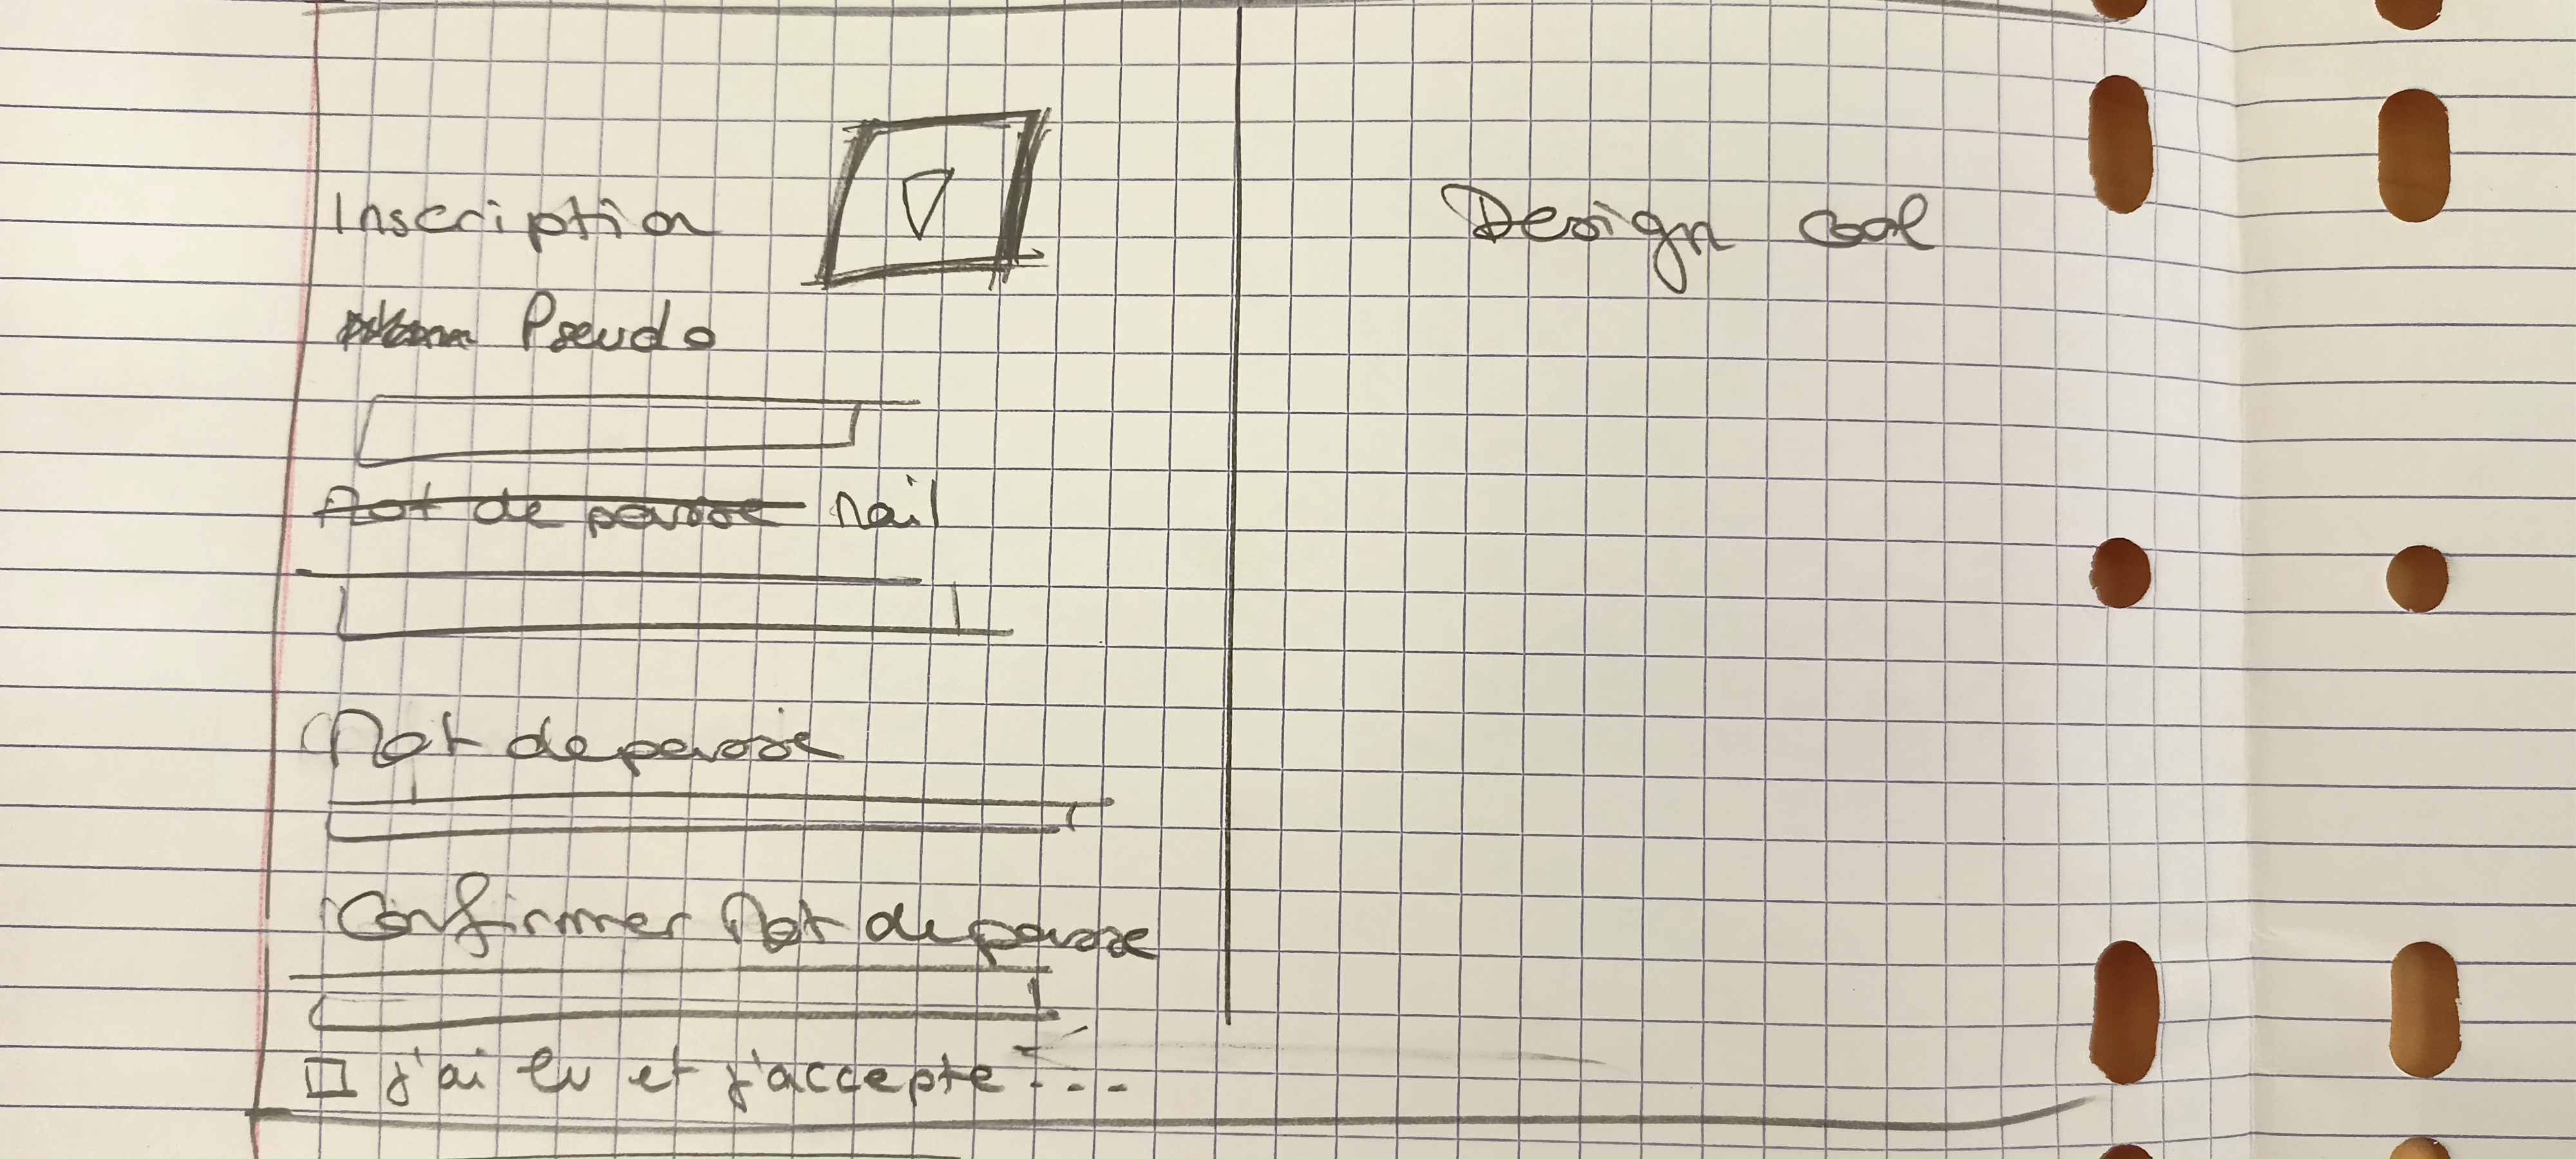 Inscription
Pseudo
Mot de passe Mail
Mot de passe
Confirmer Mot de passe
j'ai lu et j'accepte ...
Design cool